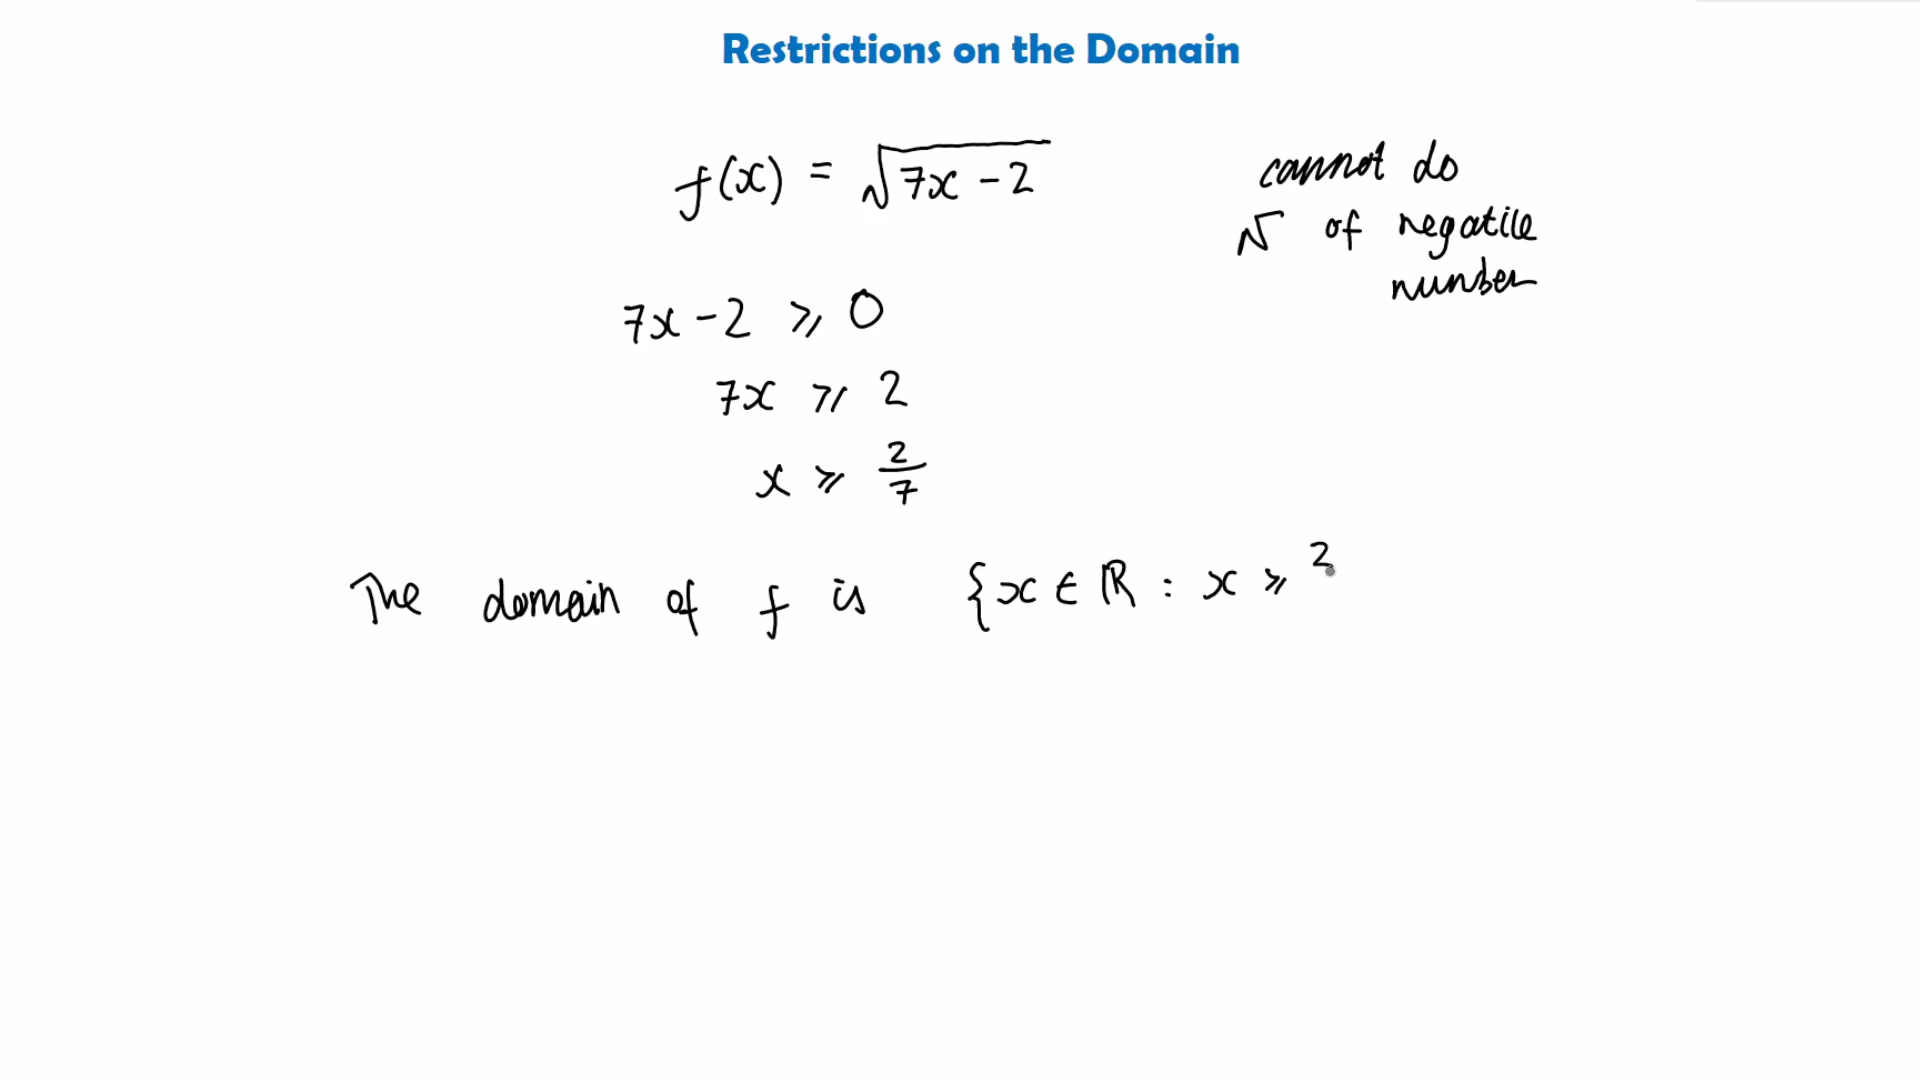 Restrictions on the Domain
f(x) = √7x - 2
cannot do
√ of negative
number
7x - 2 ⩾ 0
7x ⩾ 2
x ⩾ 2/7
The domain of f is {x ∈ ℝ : x ⩾ 2